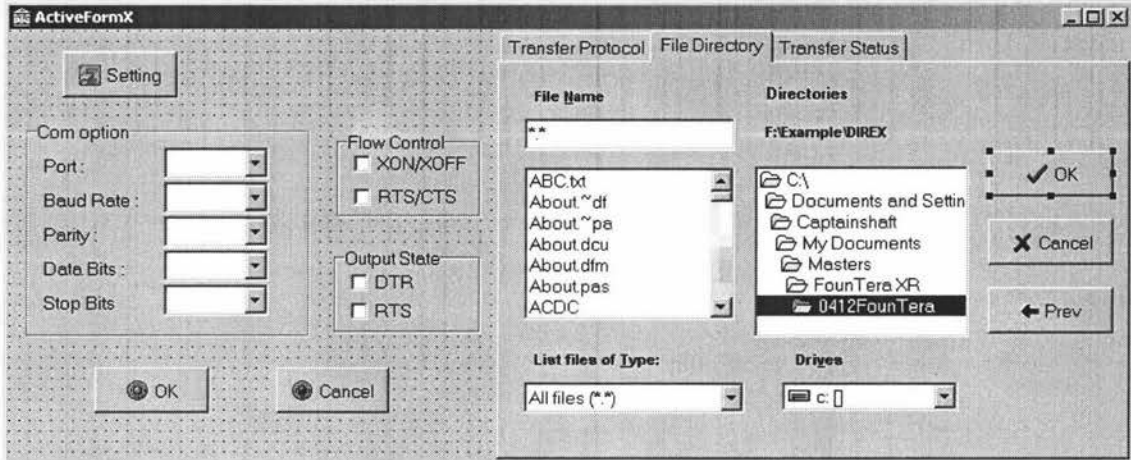 ActiveFormX
Setting
Com option
Port :
Baud Rate :
Parity :
Data Bits :
Stop Bits
Flow Control
XON/XOFF
RTS/CTS
Output State
DTR
RTS
OK
Cancel
Transfer Protocol
File Directory
Transfer Status
File Name
*.*
ABC.txt
About.~df
About.~pa
About.dcu
About.dfm
About.pas
ACDC
List files of Type:
All files (*.*)
Directories
F:\Example\DIREX
C:\
Documents and Settin
Captainshaft
My Documents
Masters
FounTera XR
0412FounTera
Drives
c: []
OK
Cancel
Prev